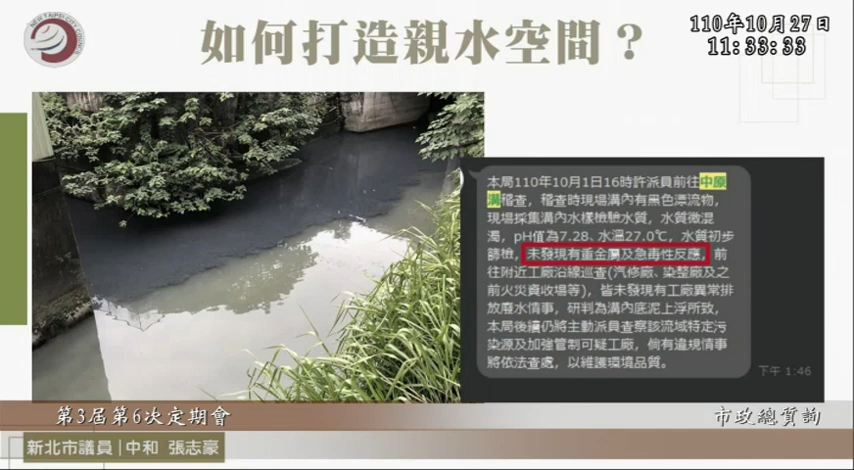 如何打造親水空間？
110年10月27日
11:33:33
本局110年10月1日16時許派員前往中原
溝稽查，稽查時現場溝內有黑色漂流物，
現場採集溝內水樣檢驗水質，水質微混
濁，pH值為7.28、水溫27.0℃，水質初步
篩檢，未發現有重金屬及急毒性反應，前
往附近工廠沿線巡查(汽修廠、染整廠及之
前火災資收場等)，皆未發現有工廠異常排
放廢水情事，研判為溝內底泥上浮所致，
本局後續仍將主動派員查察該流域特定污
染源及加強管制可疑工廠，倘有違規情事
將依法查處，以維護環境品質。
下午 1:46
第3屆第6次定期會
市政總質詢
新北市議員|中和 張志豪